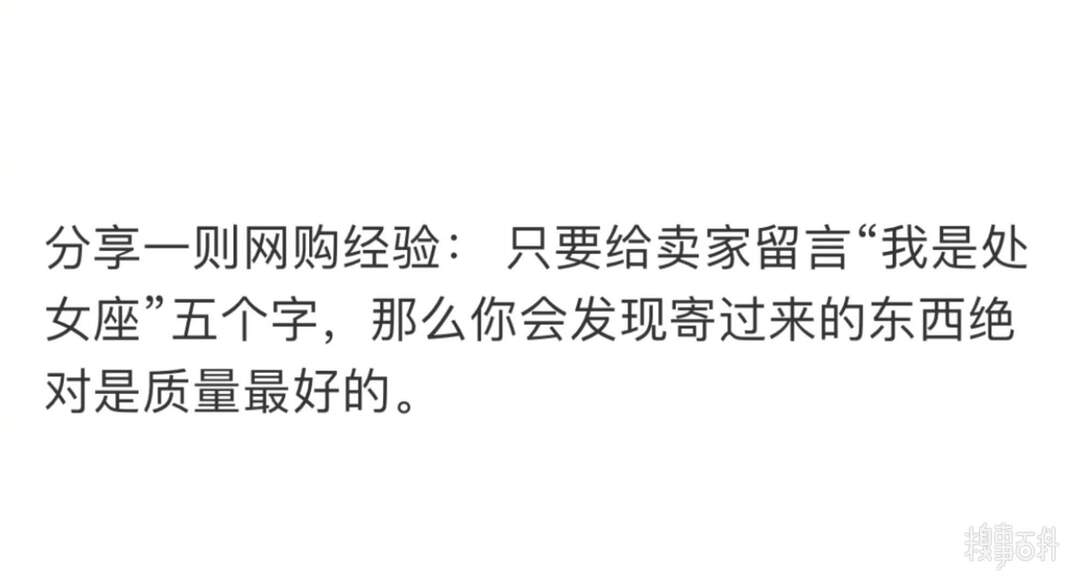 分享一则网购经验： 只要给卖家留言“我是处
女座”五个字，那么你会发现寄过来的东西绝
对是质量最好的。
糗事百科